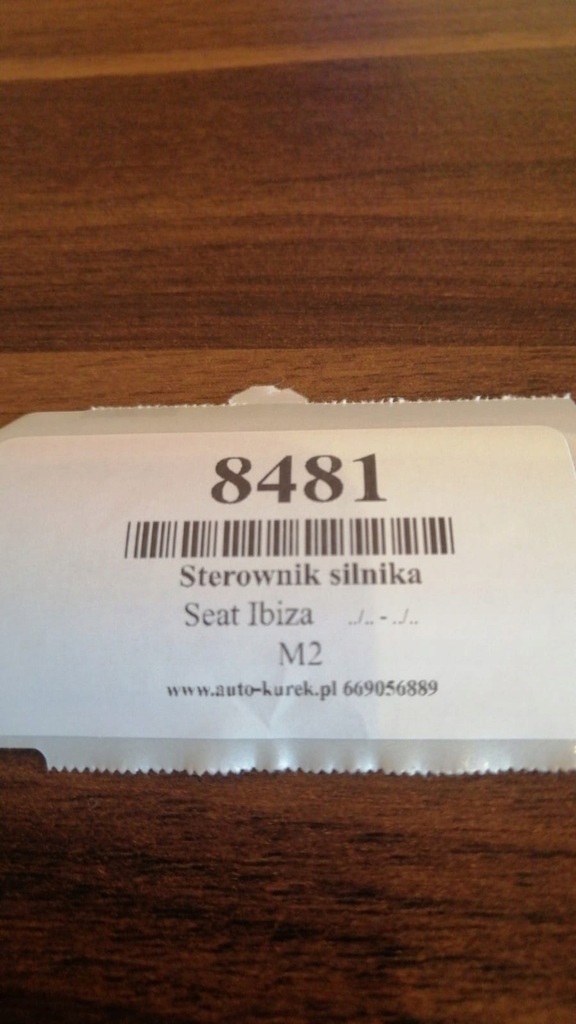 8481
Sterownik silnika
Seat Ibiza ../.. - ../..
M2
www.auto-kurek.pl 669056889